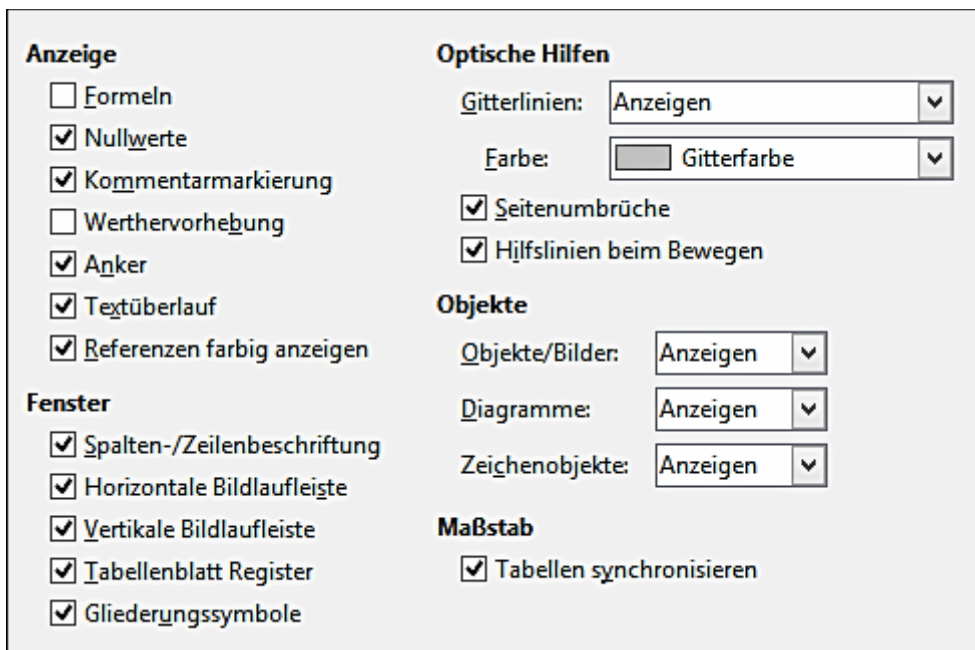 Anzeige
Formeln
Nullwerte
Kommentarmarkierung
Werthervorhebung
Anker
Textüberlauf
Referenzen farbig anzeigen
Fenster
Spalten-/Zeilenbeschriftung
Horizontale Bildlaufleiste
Vertikale Bildlaufleiste
Tabellenblatt Register
Gliederungssymbole
Optische Hilfen
Gitterlinien: Anzeigen
Farbe: Gitterfarbe
Seitenumbrüche
Hilfslinien beim Bewegen
Objekte
Objekte/Bilder: Anzeigen
Diagramme: Anzeigen
Zeichenobjekte: Anzeigen
Maßstab
Tabellen synchronisieren